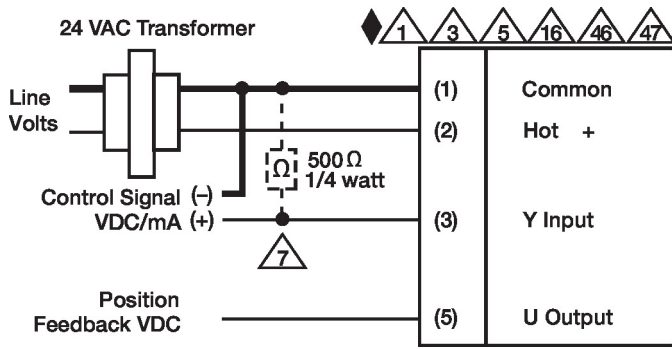 24 VAC Transformer
1 3 5 16 46 47
Line
Volts
(1) Common
(2) Hot +
Ω 500 Ω
1/4 watt
Control Signal (–)
VDC/mA (+)
(3) Y Input
7
Position
Feedback VDC
(5) U Output